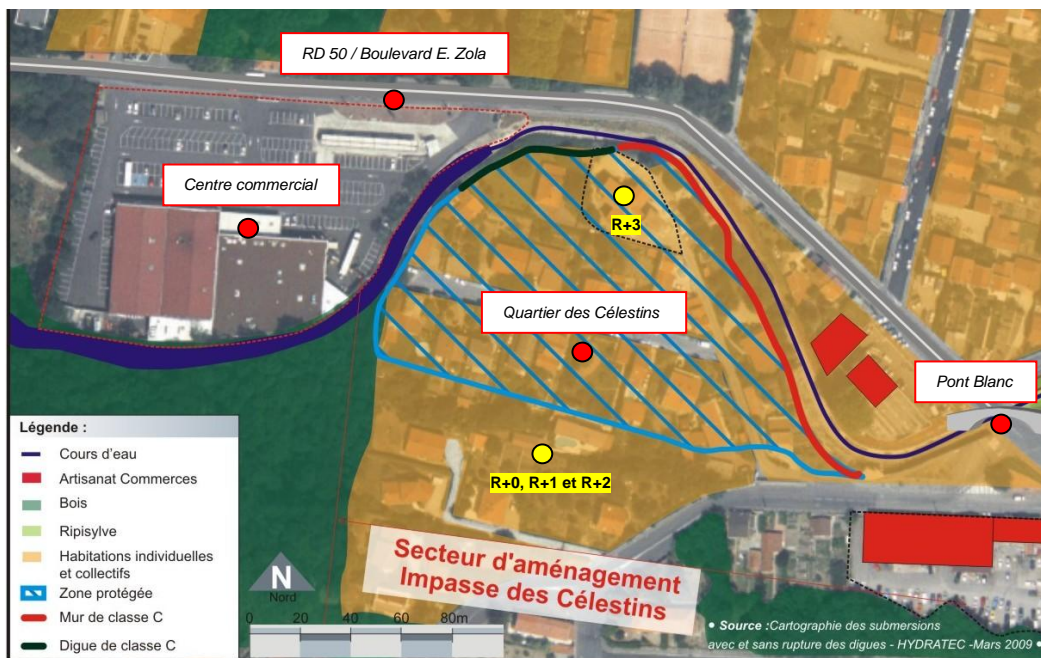 RD 50 / Boulevard E. Zola
Centre commercial
R+3
Quartier des Célestins
Pont Blanc
R+0, R+1 et R+2
Légende :
Cours d'eau
Artisanat Commerces
Bois
Ripisylve
Habitations individuelles
et collectifs
Zone protégée
Mur de classe C
Digue de classe C
N
Nord
0 20 40 60 80m
Secteur d'aménagement
Impasse des Célestins
• Source :Cartographie des submersions
avec et sans rupture des digues - HYDRATEC -Mars 2009 •